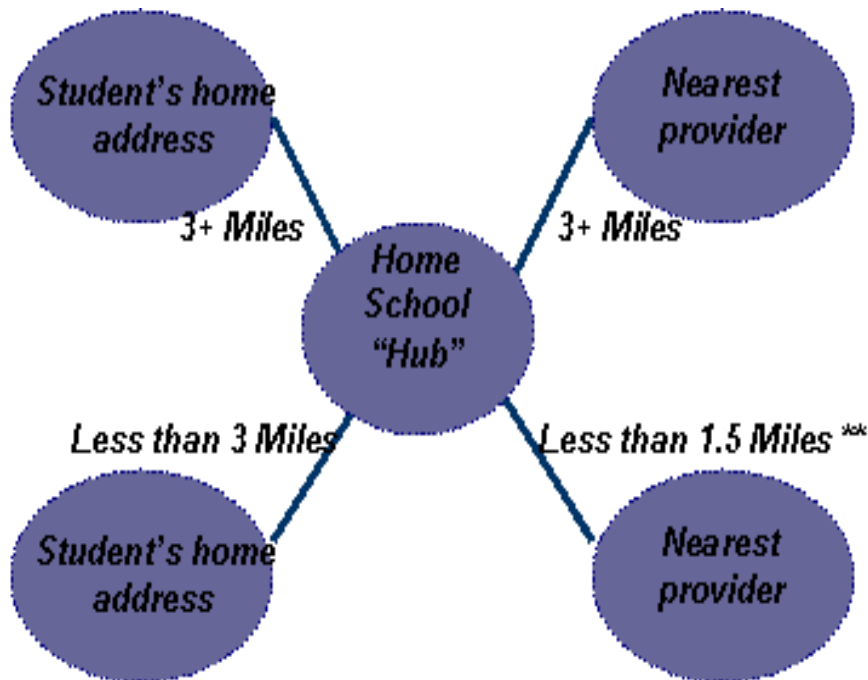 Student’s home
address
Nearest
provider
3+ Miles
3+ Miles
Home
School
“Hub”
Less than 3 Miles
Less than 1.5 Miles **
Student’s home
address
Nearest
provider